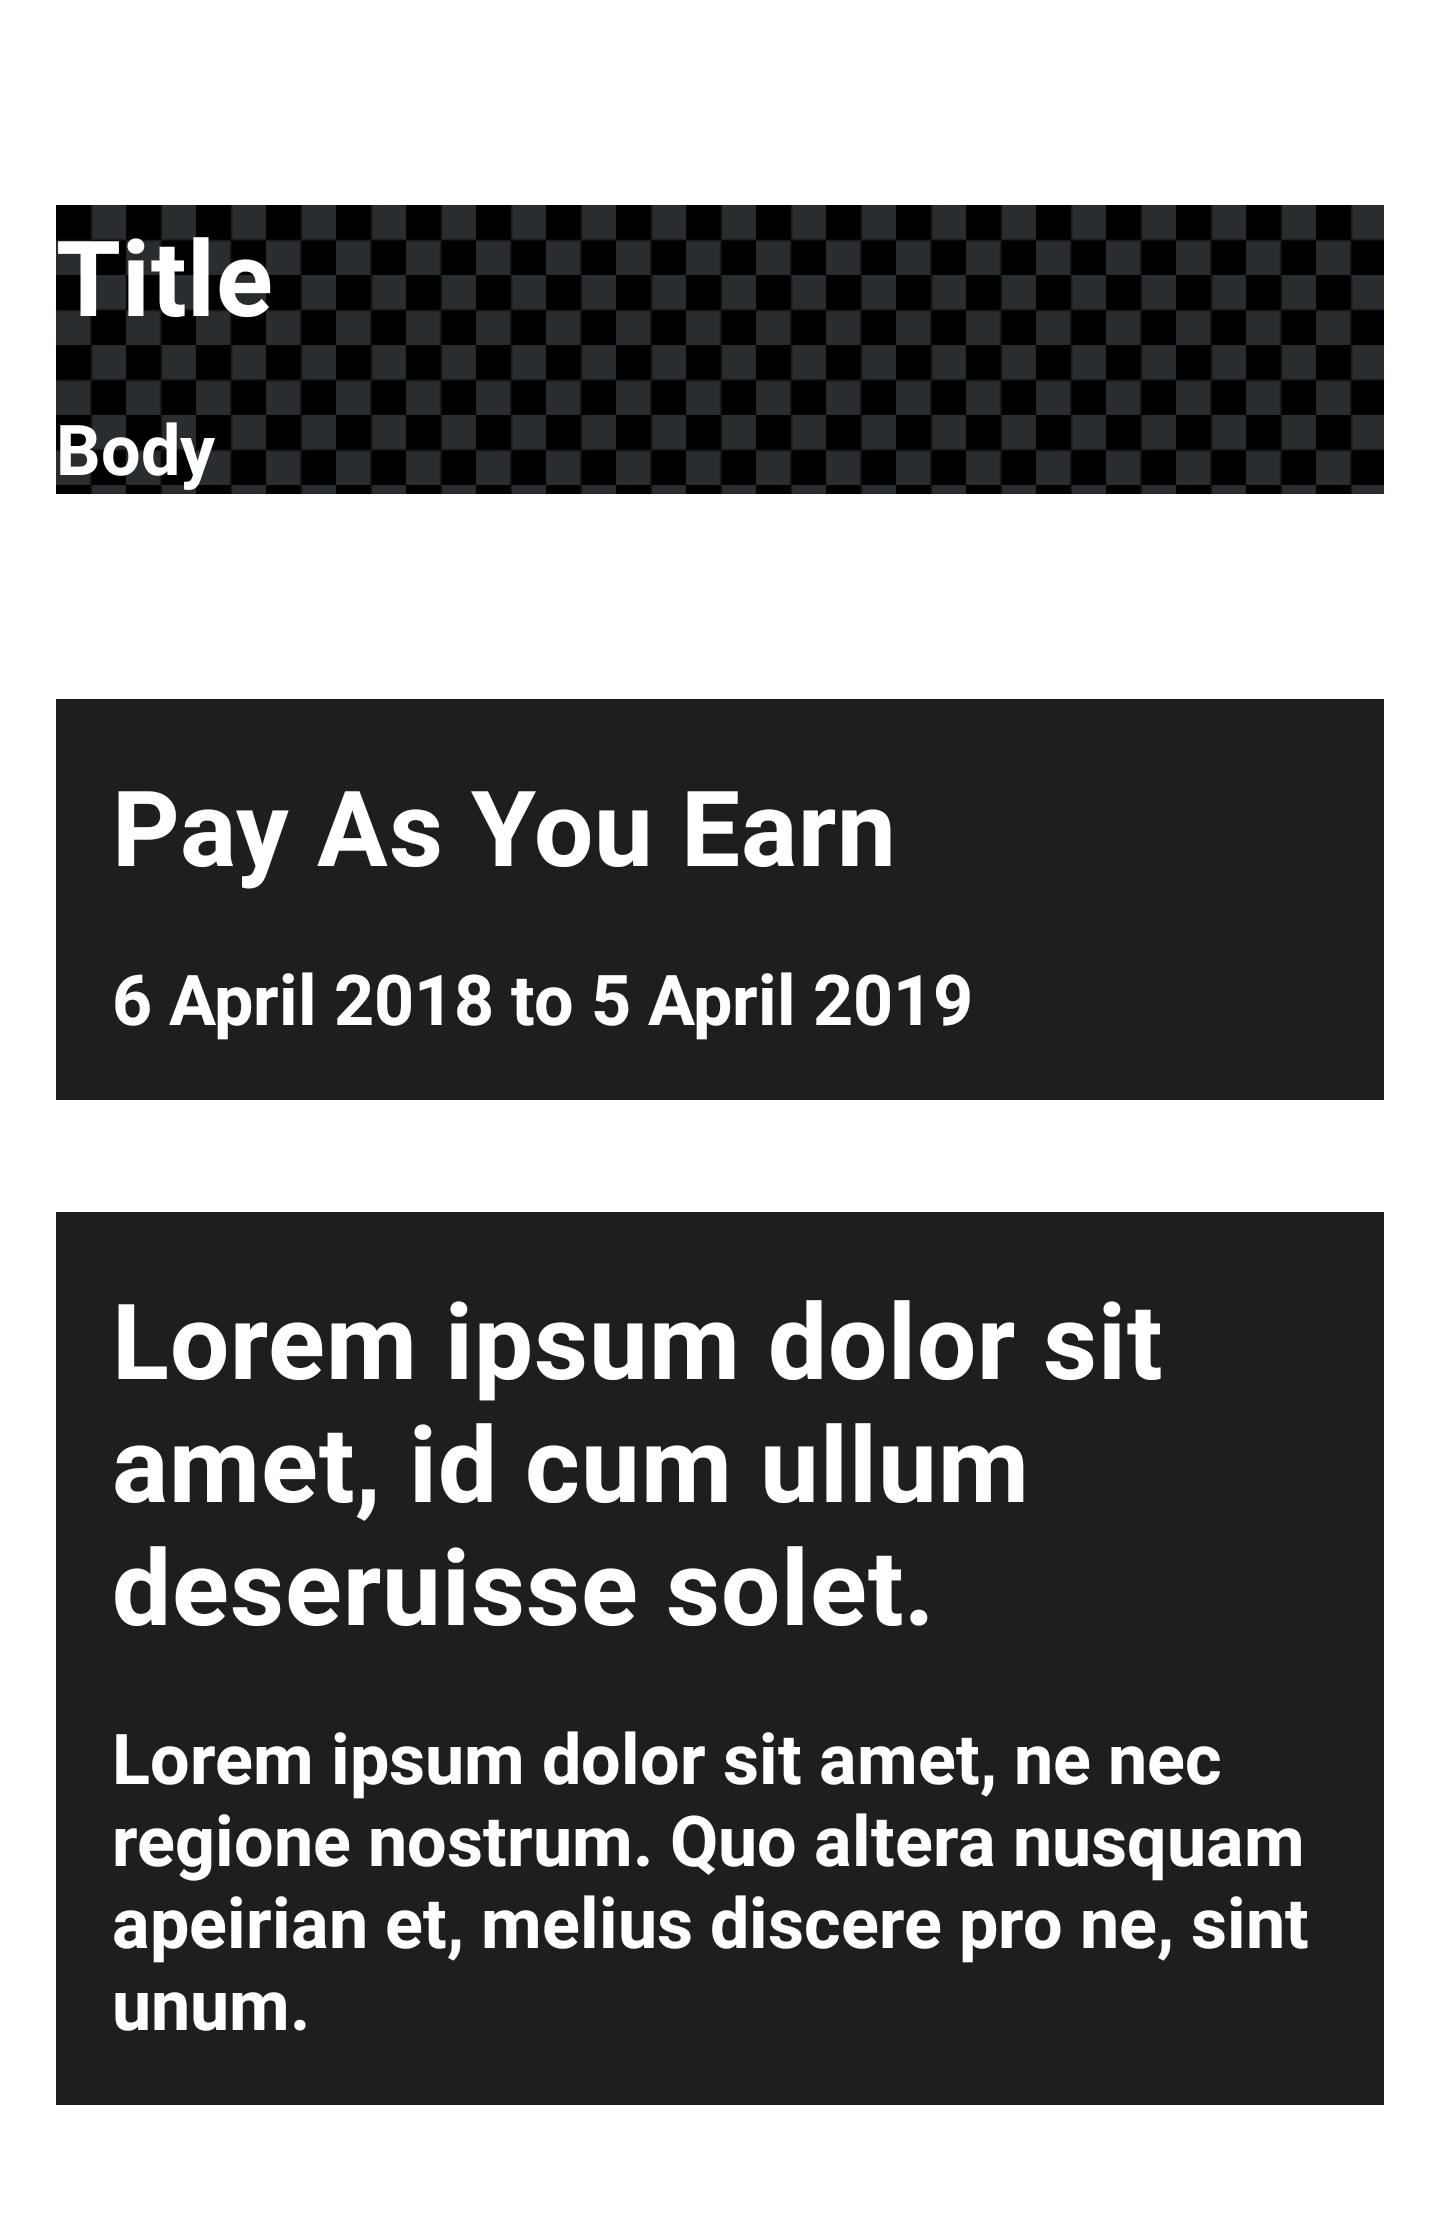 Title
Body
Pay As You Earn
6 April 2018 to 5 April 2019
Lorem ipsum dolor sit
amet, id cum ullum
deseruisse solet.
Lorem ipsum dolor sit amet, ne nec
regione nostrum. Quo altera nusquam
apeirian et, melius discere pro ne, sint
unum.